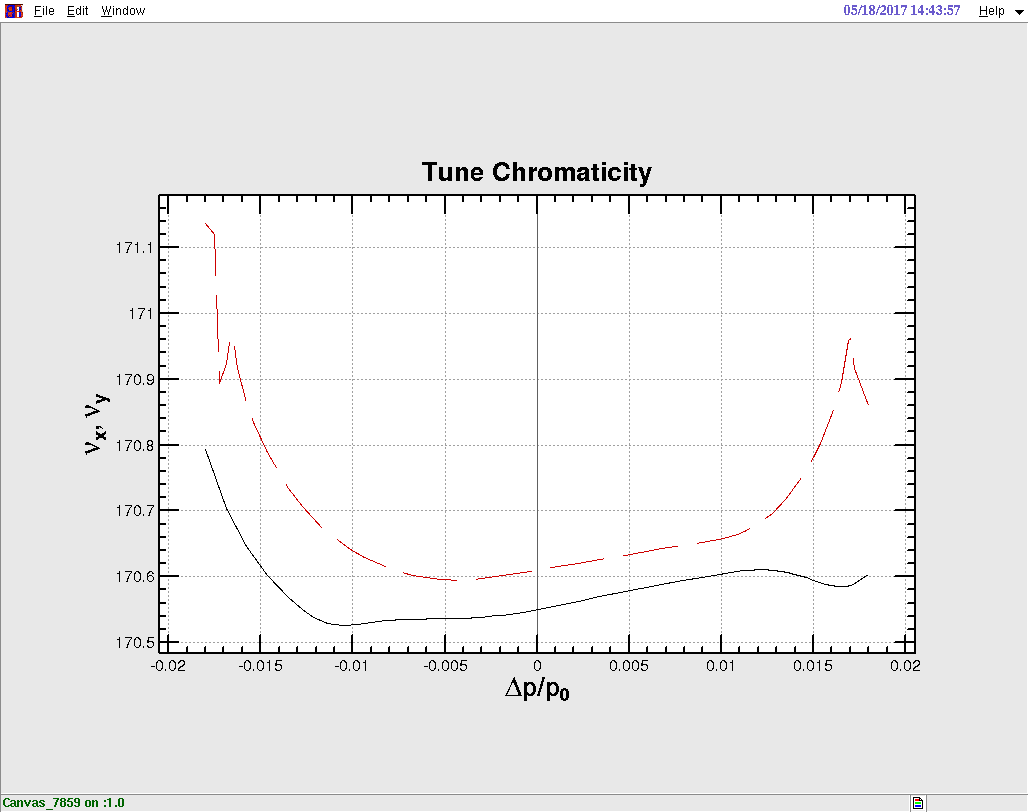 File Edit Window 05/18/2017 14:43:57 Help
Tune Chromaticity
171.1
171
170.9
170.8
170.7
170.6
170.5
νx, νy
-0.02 -0.015 -0.01 -0.005 0 0.005 0.01 0.015 0.02
Δp/p0
Canvas_7859 on :1.0